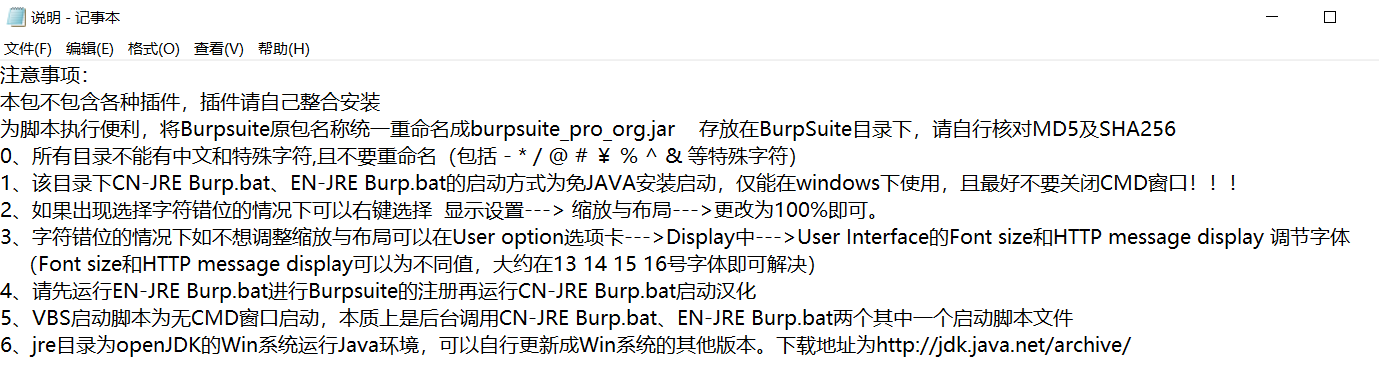 说明 - 记事本
文件(F) 编辑(E) 格式(O) 查看(V) 帮助(H)
注意事项：
本包不包含各种插件，插件请自己整合安装
为脚本执行便利，将Burpsuite原包名称统一重命名成burpsuite_pro_org.jar 存放在BurpSuite目录下，请自行核对MD5及SHA256
0、所有目录不能有中文和特殊字符,且不要重命名（包括 - * / @ # ￥ % ^ & 等特殊字符）
1、该目录下CN-JRE Burp.bat、EN-JRE Burp.bat的启动方式为免JAVA安装启动，仅能在windows下使用，且最好不要关闭CMD窗口！！！
2、如果出现选择字符错位的情况下可以右键选择 显示设置---> 缩放与布局--->更改为100%即可。
3、字符错位的情况下如不想调整缩放与布局可以在User option选项卡--->Display中--->User Interface的Font size和HTTP message display 调节字体
（Font size和HTTP message display可以为不同值，大约在13 14 15 16号字体即可解决）
4、请先运行EN-JRE Burp.bat进行Burpsuite的注册再运行CN-JRE Burp.bat启动汉化
5、VBS启动脚本为无CMD窗口启动，本质上是后台调用CN-JRE Burp.bat、EN-JRE Burp.bat两个其中一个启动脚本文件
6、jre目录为openJDK的Win系统运行Java环境，可以自行更新成Win系统的其他版本。下载地址为http://jdk.java.net/archive/